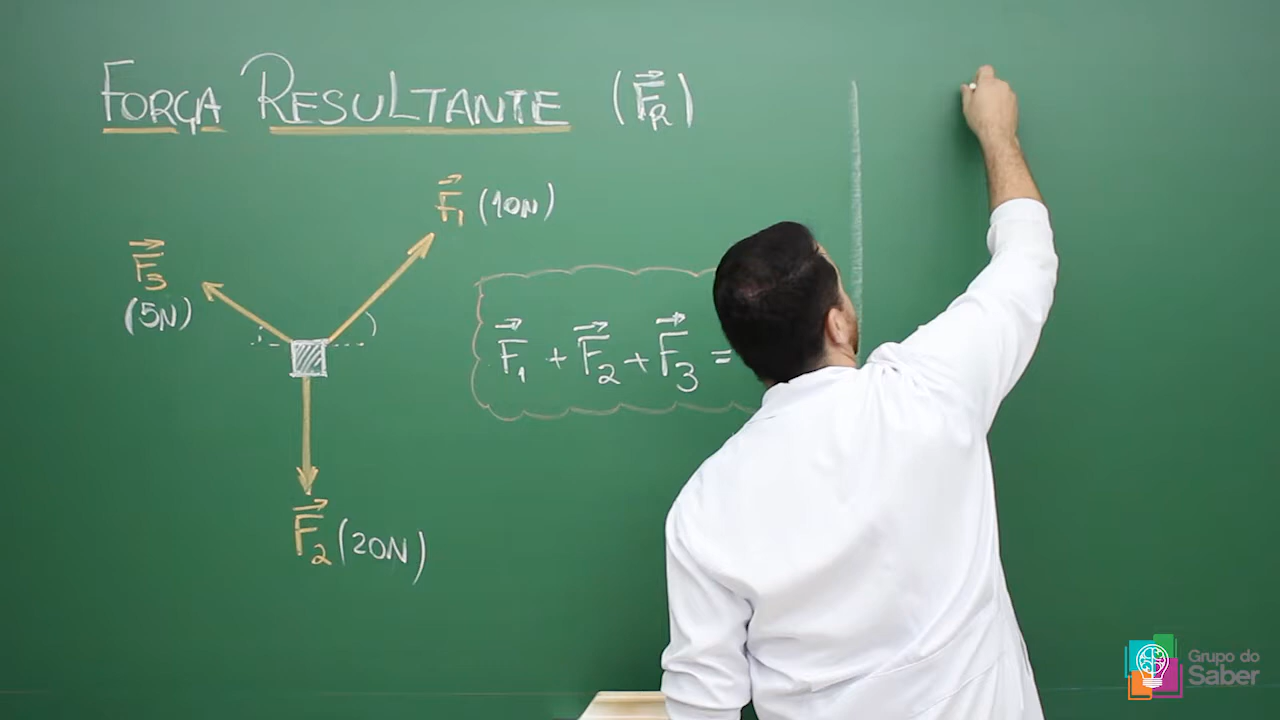 FORÇA RESULTANTE (F⃗R)
F⃗1 (10N)
F⃗3
(5N)
F⃗1 + F⃗2 + F⃗3 =
F⃗2 (20N)
Grupo do
Saber